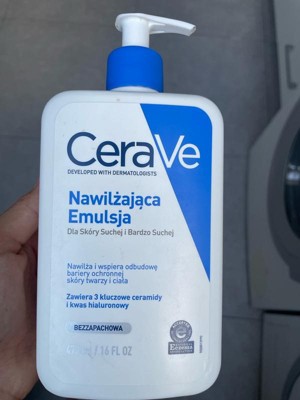 CeraVe
DEVELOPED WITH DERMATOLOGISTS
Nawilżająca
Emulsja
Dla Skóry Suchej i Bardzo Suchej
Nawilża i wspiera odbudowę
bariery ochronnej
skóry twarzy i ciała
Zawiera 3 kluczowe ceramidy
i kwas hialuronowy
BEZZAPACHOWA
/ 16 FL OZ